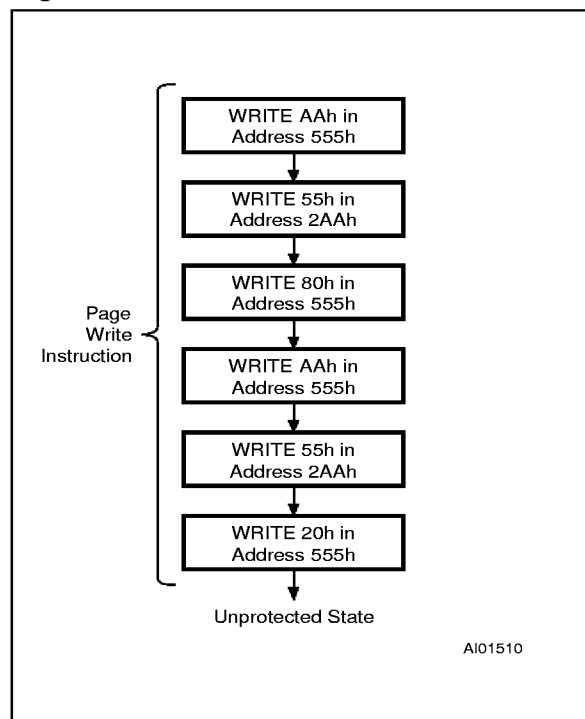 WRITE AAh in
Address 555h
WRITE 55h in
Address 2AAh
WRITE 80h in
Address 555h
Page
Write
Instruction
WRITE AAh in
Address 555h
WRITE 55h in
Address 2AAh
WRITE 20h in
Address 555h
Unprotected State
AI01510